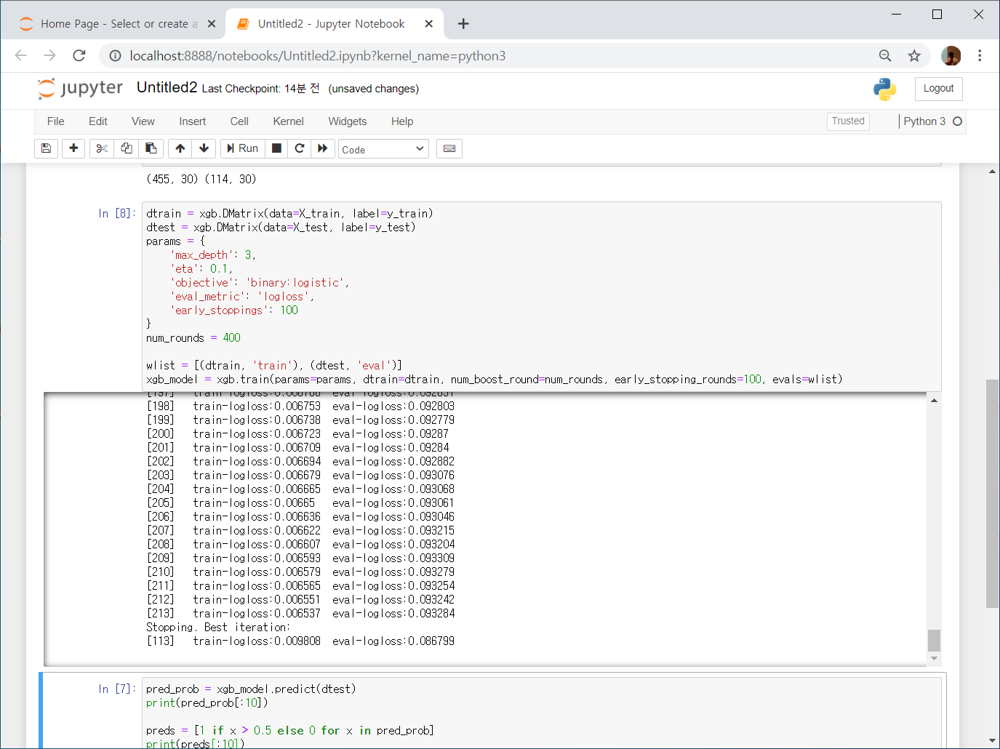 Home Page - Select or create a
Untitled2 - Jupyter Notebook
localhost:8888/notebooks/Untitled2.ipynb?kernel_name=python3
jupyter Untitled2 Last Checkpoint: 14분 전 (unsaved changes)
Logout
File Edit View Insert Cell Kernel Widgets Help
Trusted
Python 3
Run
Code
(455, 30) (114, 30)
In [8]:
dtrain = xgb.DMatrix(data=X_train, label=y_train)
dtest = xgb.DMatrix(data=X_test, label=y_test)
params = {
    'max_depth': 3,
    'eta': 0.1,
    'objective': 'binary:logistic',
    'eval_metric': 'logloss',
    'early_stoppings': 100
}
num_rounds = 400
wlist = [(dtrain, 'train'), (dtest, 'eval')]
xgb_model = xgb.train(params=params, dtrain=dtrain, num_boost_round=num_rounds, early_stopping_rounds=100, evals=wlist)
[198] train-logloss:0.006753 eval-logloss:0.092803
[199] train-logloss:0.006738 eval-logloss:0.092779
[200] train-logloss:0.006723 eval-logloss:0.09287
[201] train-logloss:0.006709 eval-logloss:0.09284
[202] train-logloss:0.006694 eval-logloss:0.092882
[203] train-logloss:0.006679 eval-logloss:0.093076
[204] train-logloss:0.006665 eval-logloss:0.093068
[205] train-logloss:0.00665 eval-logloss:0.093061
[206] train-logloss:0.006636 eval-logloss:0.093046
[207] train-logloss:0.006622 eval-logloss:0.093215
[208] train-logloss:0.006607 eval-logloss:0.093204
[209] train-logloss:0.006593 eval-logloss:0.093309
[210] train-logloss:0.006579 eval-logloss:0.093279
[211] train-logloss:0.006565 eval-logloss:0.093254
[212] train-logloss:0.006551 eval-logloss:0.093242
[213] train-logloss:0.006537 eval-logloss:0.093284
Stopping. Best iteration:
[113] train-logloss:0.009808 eval-logloss:0.086799
In [7]:
pred_prob = xgb_model.predict(dtest)
print(pred_prob[:10])
preds = [1 if x > 0.5 else 0 for x in pred_prob]
print(preds[:10])